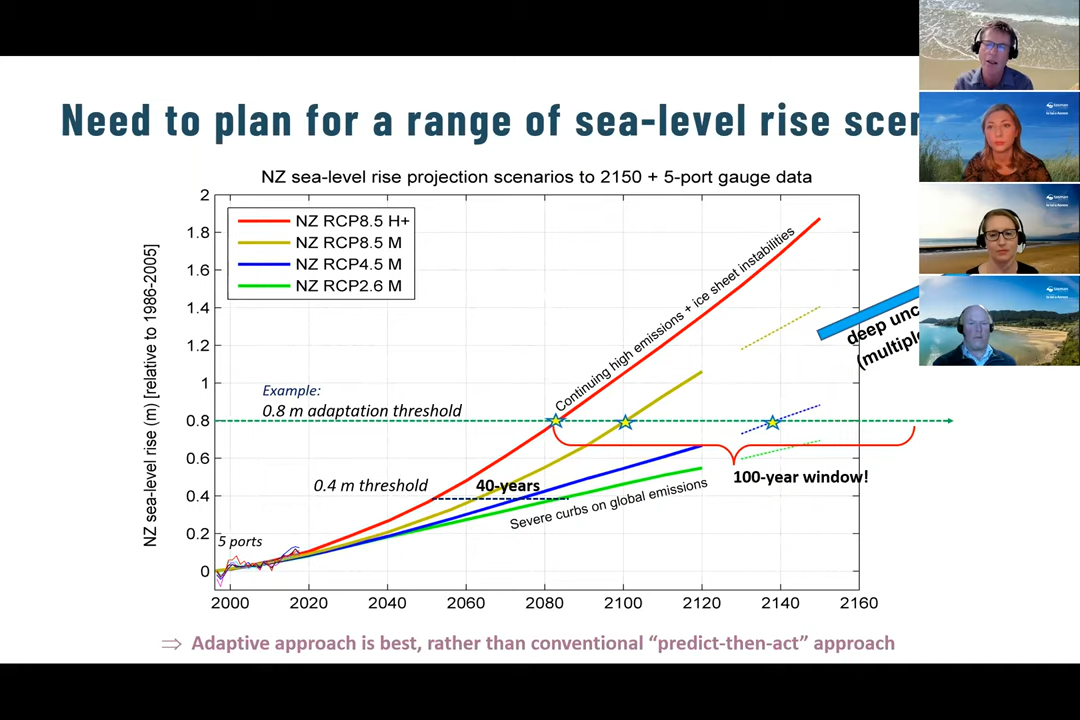 Need to plan for a range of sea-level rise
NZ sea-level rise projection scenarios to 2150 + 5-port gauge data
NZ sea-level rise (m) [relative to 1986-2005]
2
1.8
1.6
1.4
1.2
1
0.8
0.6
0.4
0.2
0
NZ RCP8.5 H+
NZ RCP8.5 M
NZ RCP4.5 M
NZ RCP2.6 M
Continuing high emissions + ice sheet instabilities
deep
Example:
0.8 m adaptation threshold
0.4 m threshold
40-years
100-year window!
Severe curbs on global emissions
5 ports
2000
2020
2040
2060
2080
2100
2120
2140
2160
⇒ Adaptive approach is best, rather than conventional “predict-then-act” approach